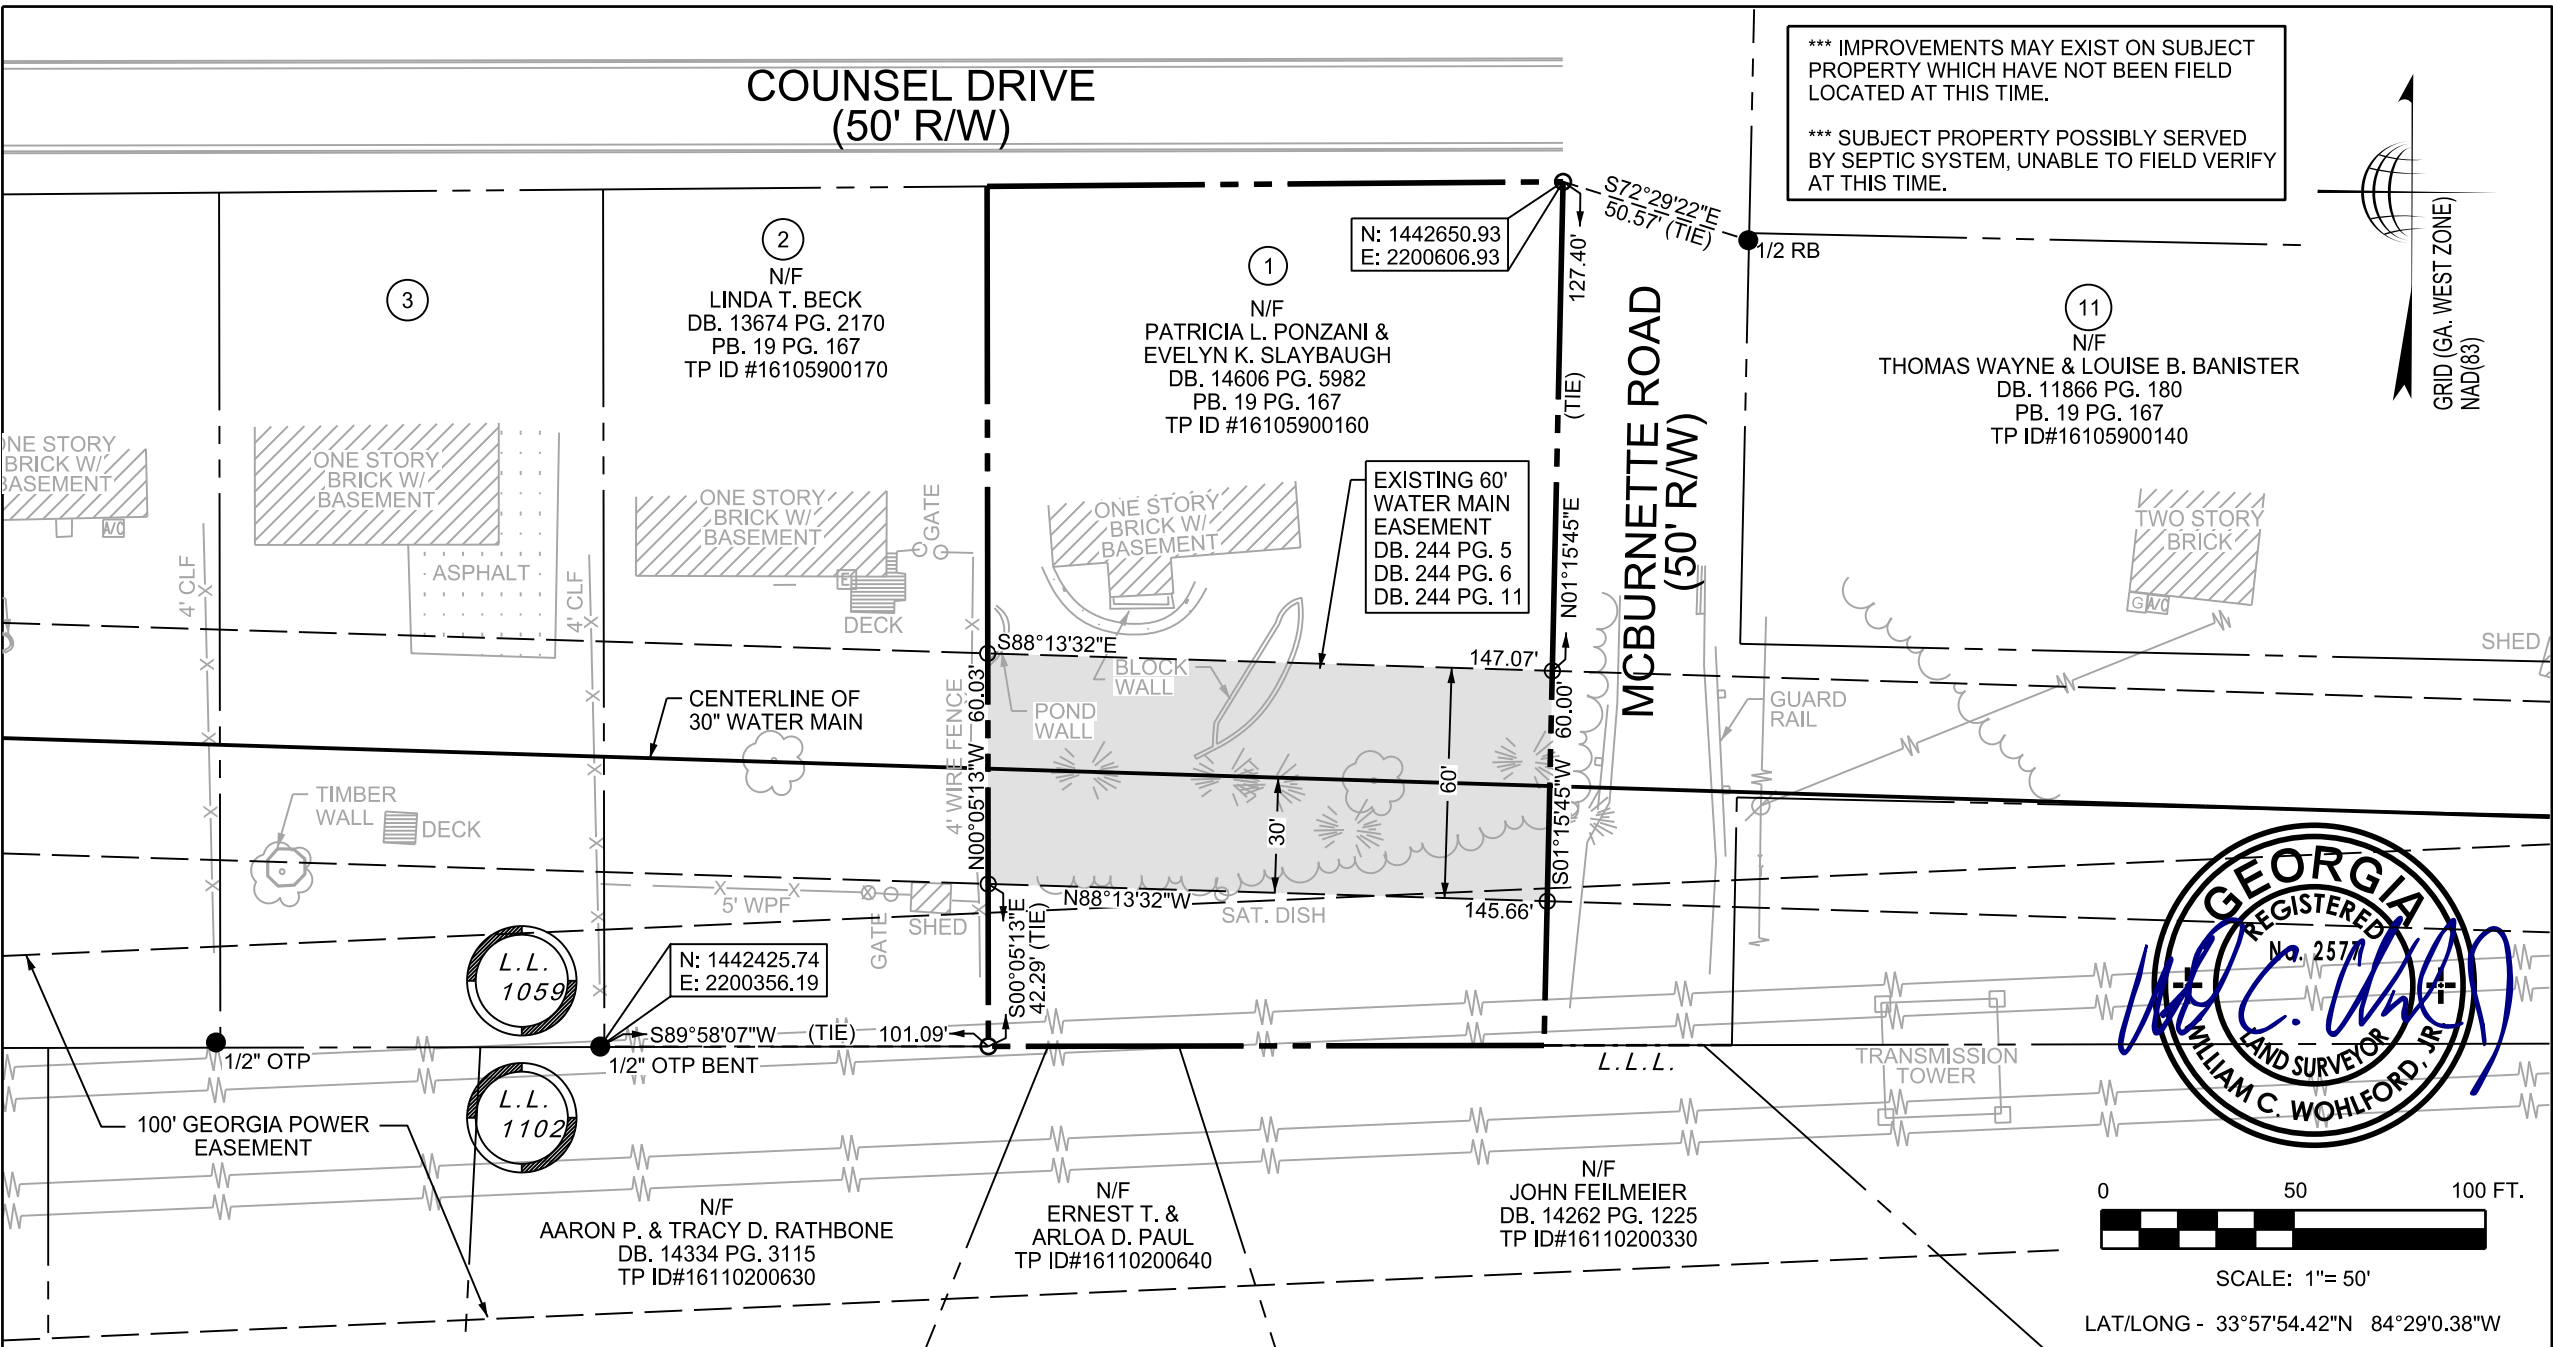 COUNSEL DRIVE
(50' R/W)
*** IMPROVEMENTS MAY EXIST ON SUBJECT
PROPERTY WHICH HAVE NOT BEEN FIELD
LOCATED AT THIS TIME.
*** SUBJECT PROPERTY POSSIBLY SERVED
BY SEPTIC SYSTEM, UNABLE TO FIELD VERIFY
AT THIS TIME.
GRID (GA. WEST ZONE)
NAD(83)
3
2
N/F
LINDA T. BECK
DB. 13674 PG. 2170
PB. 19 PG. 167
TP ID #16105900170
1
N/F
PATRICIA L. PONZANI &
EVELYN K. SLAYBAUGH
DB. 14606 PG. 5982
PB. 19 PG. 167
TP ID #16105900160
N: 1442650.93
E: 2200606.93
S72°29'22"E
50.57' (TIE)
1/2 RB
127.40'
(TIE)
N01°15'45"E
MCBURNETTE ROAD
(50' R/W)
11
N/F
THOMAS WAYNE & LOUISE B. BANISTER
DB. 11866 PG. 180
PB. 19 PG. 167
TP ID#16105900140
ONE STORY
BRICK W/
BASEMENT
A/C
ONE STORY
BRICK W/
BASEMENT
ASPHALT
4' CLF
4' CLF
ONE STORY
BRICK W/
BASEMENT
E
DECK
GATE
ONE STORY
BRICK W/
BASEMENT
EXISTING 60'
WATER MAIN
EASEMENT
DB. 244 PG. 5
DB. 244 PG. 6
DB. 244 PG. 11
TWO STORY
BRICK
G
A/C
SHED
S88°13'32"E
147.07'
BLOCK
WALL
POND
WALL
GUARD
RAIL
CENTERLINE OF
30" WATER MAIN
4' WIRE FENCE
N00°05'13"W 60.03'
60'
30'
S01°15'45"W 60.00'
TIMBER
WALL
DECK
5' WPF
GATE
SHED
N88°13'32"W
145.66'
SAT. DISH
S00°05'13"E
42.29' (TIE)
L.L.
1059
N: 1442425.74
E: 2200356.19
S89°58'07"W (TIE) 101.09'
1/2" OTP
1/2" OTP BENT
L.L.L.
L.L.
1102
100' GEORGIA POWER
EASEMENT
TRANSMISSION
TOWER
GEORGIA
REGISTERED
No. 2577
LAND SURVEYOR
WILLIAM C. WOHLFORD, JR
N/F
AARON P. & TRACY D. RATHBONE
DB. 14334 PG. 3115
TP ID#16110200630
N/F
ERNEST T. &
ARLOA D. PAUL
TP ID#16110200640
N/F
JOHN FEILMEIER
DB. 14262 PG. 1225
TP ID#16110200330
0 50 100 FT.
SCALE: 1"= 50'
LAT/LONG - 33°57'54.42"N 84°29'0.38"W